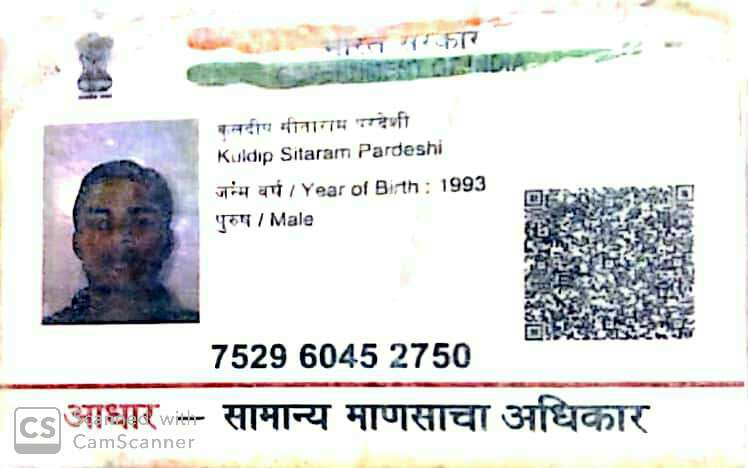 भारत सरकार
GOVERNMENT OF INDIA
कुलदीप सीताराम परदेशी
Kuldip Sitaram Pardeshi
जन्म वर्ष / Year of Birth : 1993
पुरुष / Male
7529 6045 2750
आधार – सामान्य माणसाचा अधिकार
CS Scanned with
CamScanner